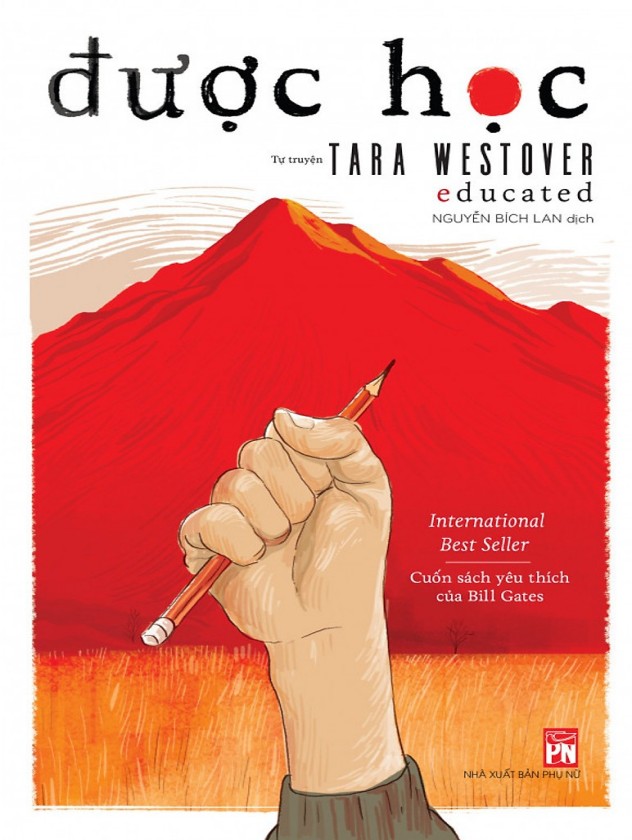 được học
Tự truyện TARA WESTOVER
educated
NGUYỄN BÍCH LAN dịch
International
Best Seller
Cuốn sách yêu thích
của Bill Gates
PN
NHÀ XUẤT BẢN PHỤ NỮ